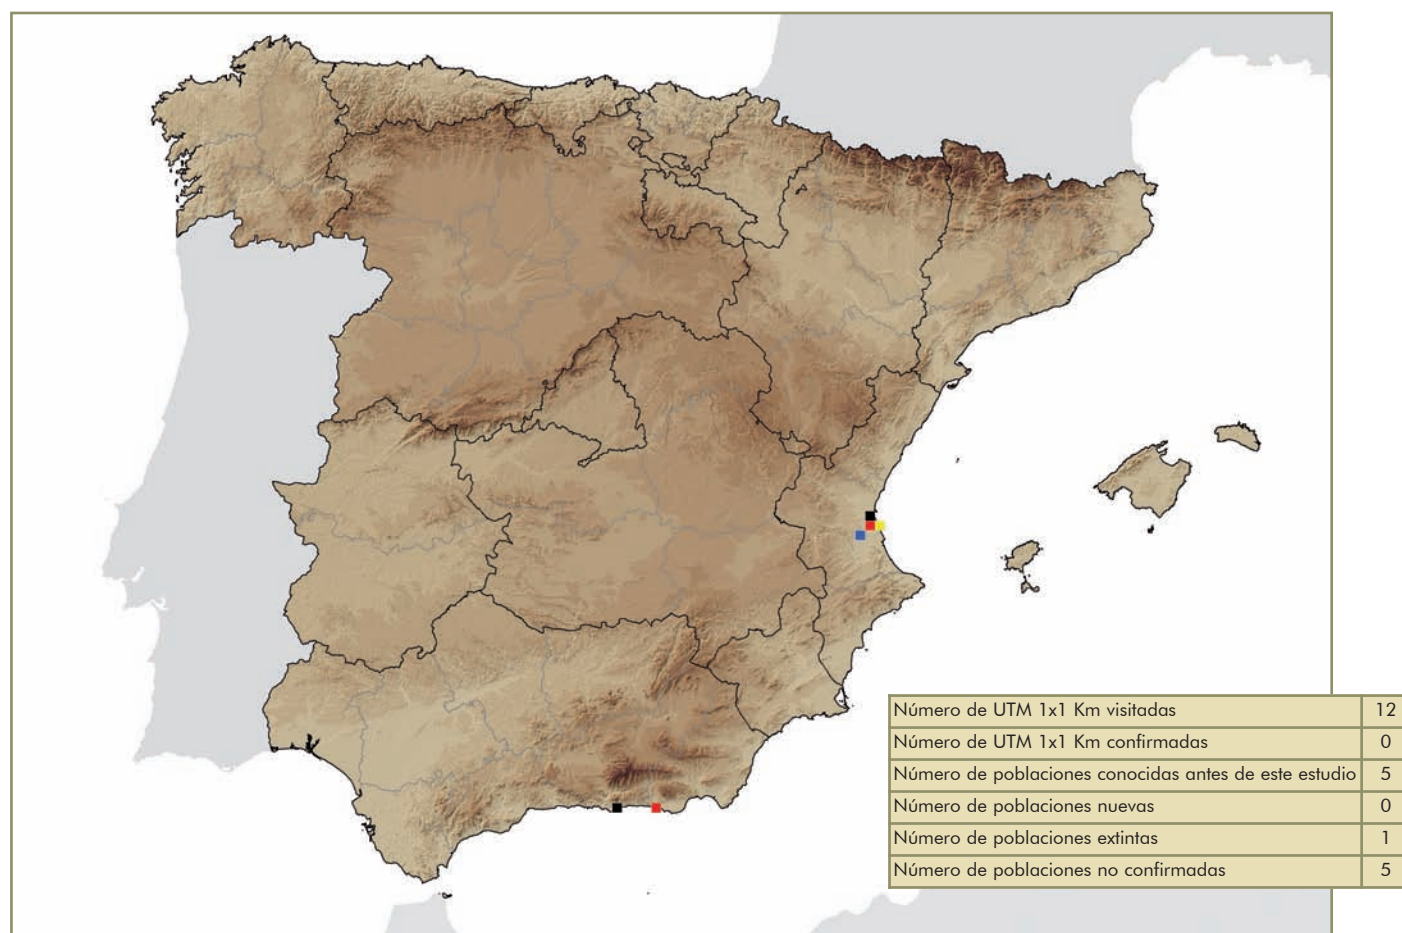 Número de UTM 1x1 Km visitadas 12
Número de UTM 1x1 Km confirmadas 0
Número de poblaciones conocidas antes de este estudio 5
Número de poblaciones nuevas 0
Número de poblaciones extintas 1
Número de poblaciones no confirmadas 5